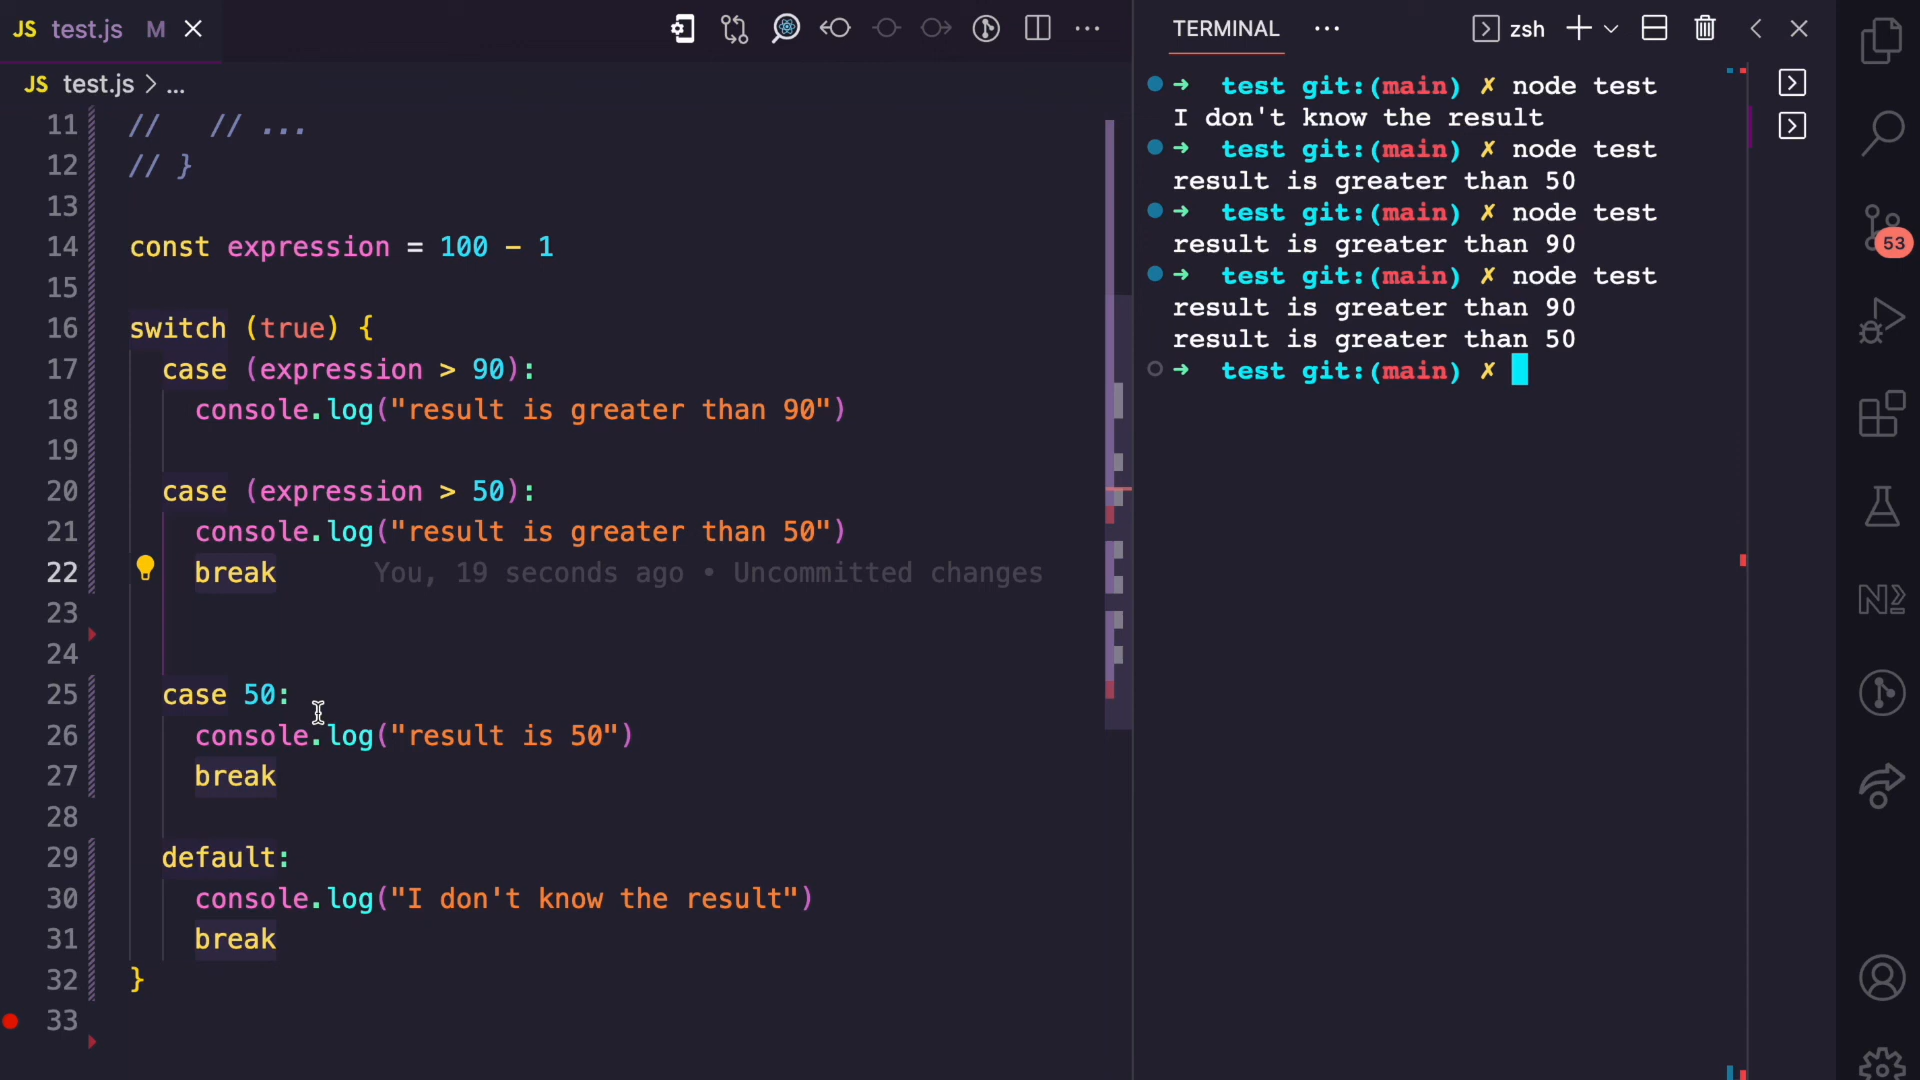 JS test.js M
JS test.js > ...
11 //   // ...
12 // }
13
14 const expression = 100 - 1
15
16 switch (true) {
17   case (expression > 90):
18     console.log("result is greater than 90")
19
20   case (expression > 50):
21     console.log("result is greater than 50")
22     break     You, 19 seconds ago • Uncommitted changes
23
24
25   case 50:
26     console.log("result is 50")
27     break
28
29   default:
30     console.log("I don't know the result")
31     break
32 }
33
TERMINAL ... zsh
➜  test git:(main) ✗ node test
I don't know the result
➜  test git:(main) ✗ node test
result is greater than 50
➜  test git:(main) ✗ node test
result is greater than 90
➜  test git:(main) ✗ node test
result is greater than 90
result is greater than 50
➜  test git:(main) ✗
53